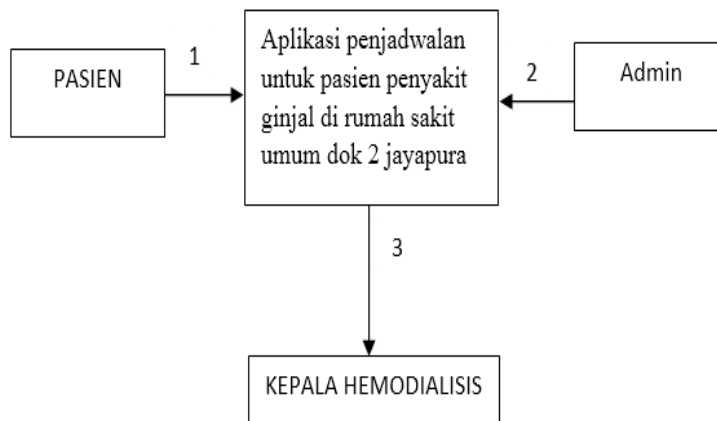 PASIEN
1
Aplikasi penjadwalan
untuk pasien penyakit
ginjal di rumah sakit
umum dok 2 jayapura
2
Admin
3
KEPALA HEMODIALISIS